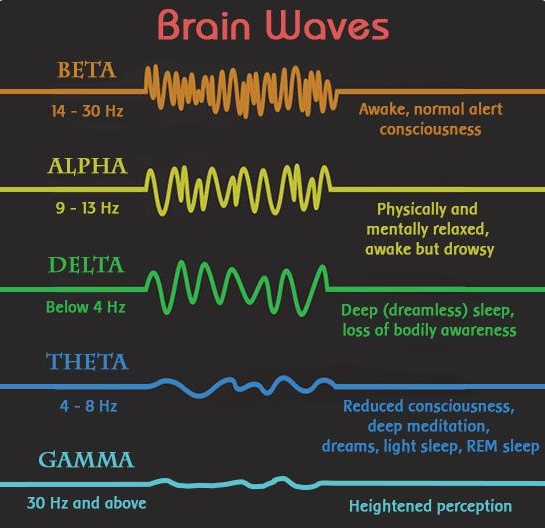 Brain Waves
BETA
14 - 30 Hz
Awake, normal alert
consciousness
ALPHA
9 - 13 Hz
Physically and
mentally relaxed,
awake but drowsy
DELTA
Below 4 Hz
Deep (dreamless) sleep,
loss of bodily awareness
THETA
4 - 8 Hz
Reduced consciousness,
deep meditation,
dreams, light sleep, REM sleep
GAMMA
30 Hz and above
Heightened perception